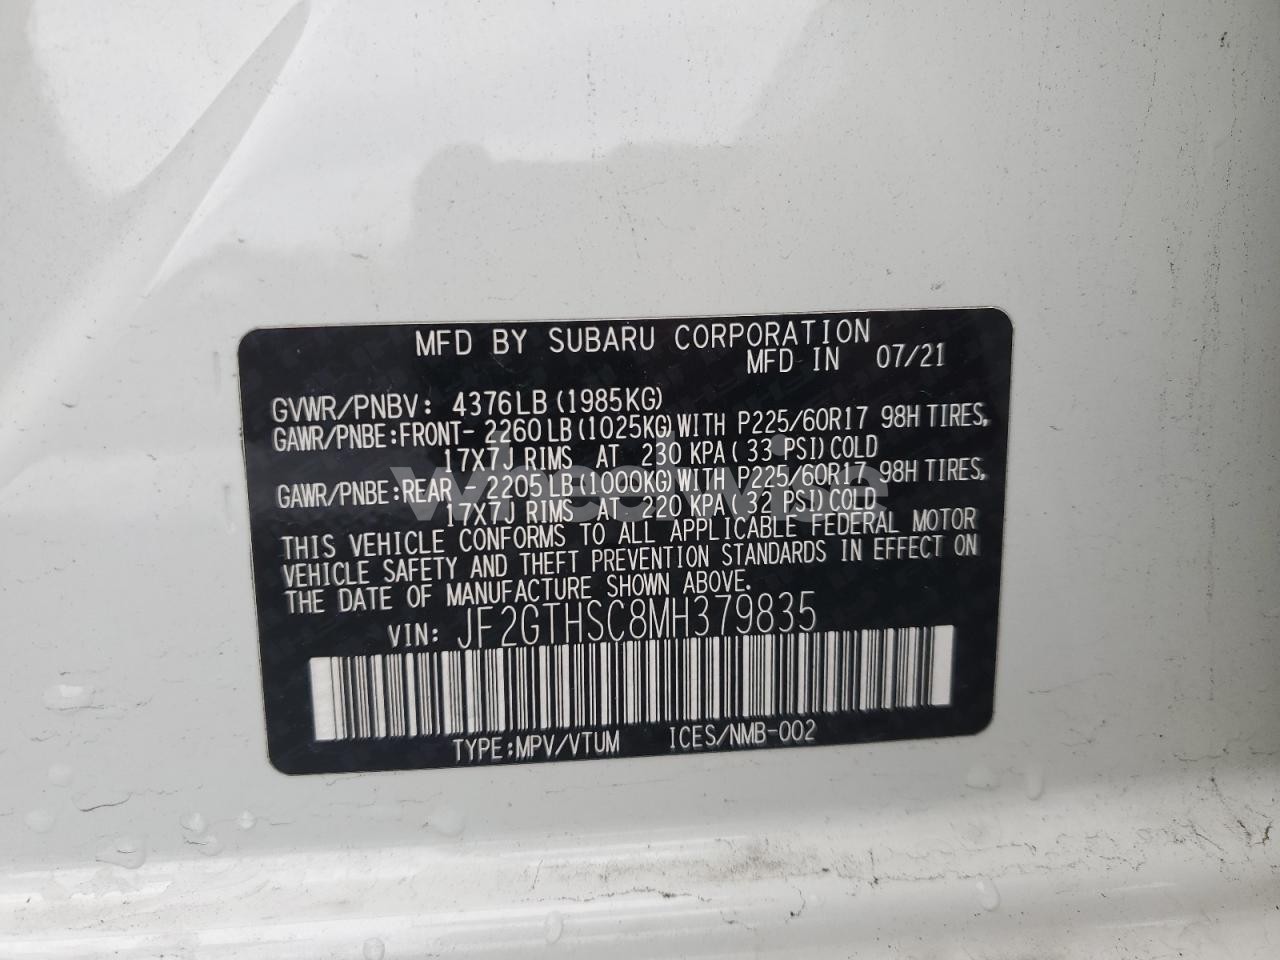 MFD BY SUBARU CORPORATION
MFD IN 07/21
GVWR/PNBV: 4376LB(1985KG)
GAWR/PNBE:FRONT- 2260LB(1025KG)WITH P225/60R17 98H TIRES,
17X7J RIMS AT 230 KPA(33 PSI)COLD
GAWR/PNBE:REAR - 2205LB(1000KG)WITH P225/60R17 98H TIRES,
17X7J RIMS AT 220 KPA(32 PSI)COLD
THIS VEHICLE CONFORMS TO ALL APPLICABLE FEDERAL MOTOR
VEHICLE SAFETY AND THEFT PREVENTION STANDARDS IN EFFECT ON
THE DATE OF MANUFACTURE SHOWN ABOVE.
VIN: JF2GTHSC8MH379835
TYPE:MPV/VTUM ICES/NMB-002